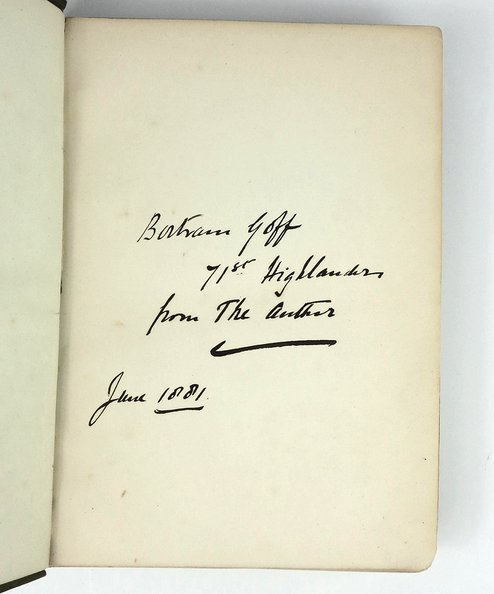 Bertram Goff
71st Highlanders
from The Author
June 1881